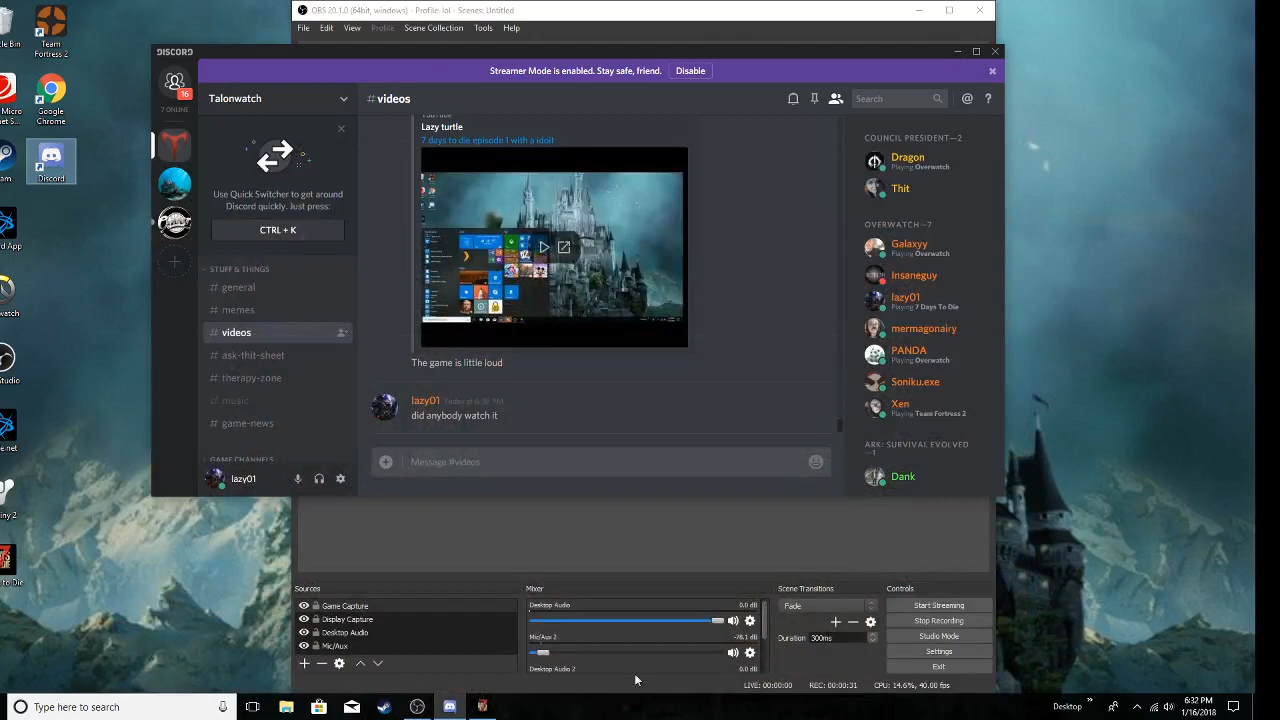 OBS 20.1.0 (64bit, windows) - Profile: lol - Scenes: Untitled
File Edit View Profile Scene Collection Tools Help
Team
Fortress 2
Google
Chrome
Discord
DISCORD
Streamer Mode is enabled. Stay safe, friend. Disable
16
7 ONLINE
Talonwatch
# videos
Search
Use Quick Switcher to get around
Discord quickly. Just press:
CTRL + K
STUFF & THINGS
# general
# memes
# videos
# ask-thit-sheet
# therapy-zone
# music
# game-news
GAME CHANNELS
lazy01
Lazy turtle
7 days to die episode 1 with a idoit
The game is little loud
lazy01
did anybody watch it
Message #videos
COUNCIL PRESIDENT—2
Dragon
Playing Overwatch
Thit
OVERWATCH—7
Galaxyy
Playing Overwatch
Insaneguy
lazy01
Playing 7 Days To Die
mermagonairy
PANDA
Playing Overwatch
Soniku.exe
Xen
Playing Team Fortress 2
ARK: SURVIVAL EVOLVED
—1
Dank
Sources
Game Capture
Display Capture
Desktop Audio
Mic/Aux
Mixer
Desktop Audio 0.0 dB
Mic/Aux 2 -78.1 dB
Desktop Audio 2 0.0 dB
Scene Transitions
Fade
Duration 300ms
Controls
Start Streaming
Stop Recording
Studio Mode
Settings
Exit
LIVE: 00:00:00 REC: 00:00:31 CPU: 14.6%, 40.00 fps
Type here to search
Desktop
6:32 PM
1/16/2018